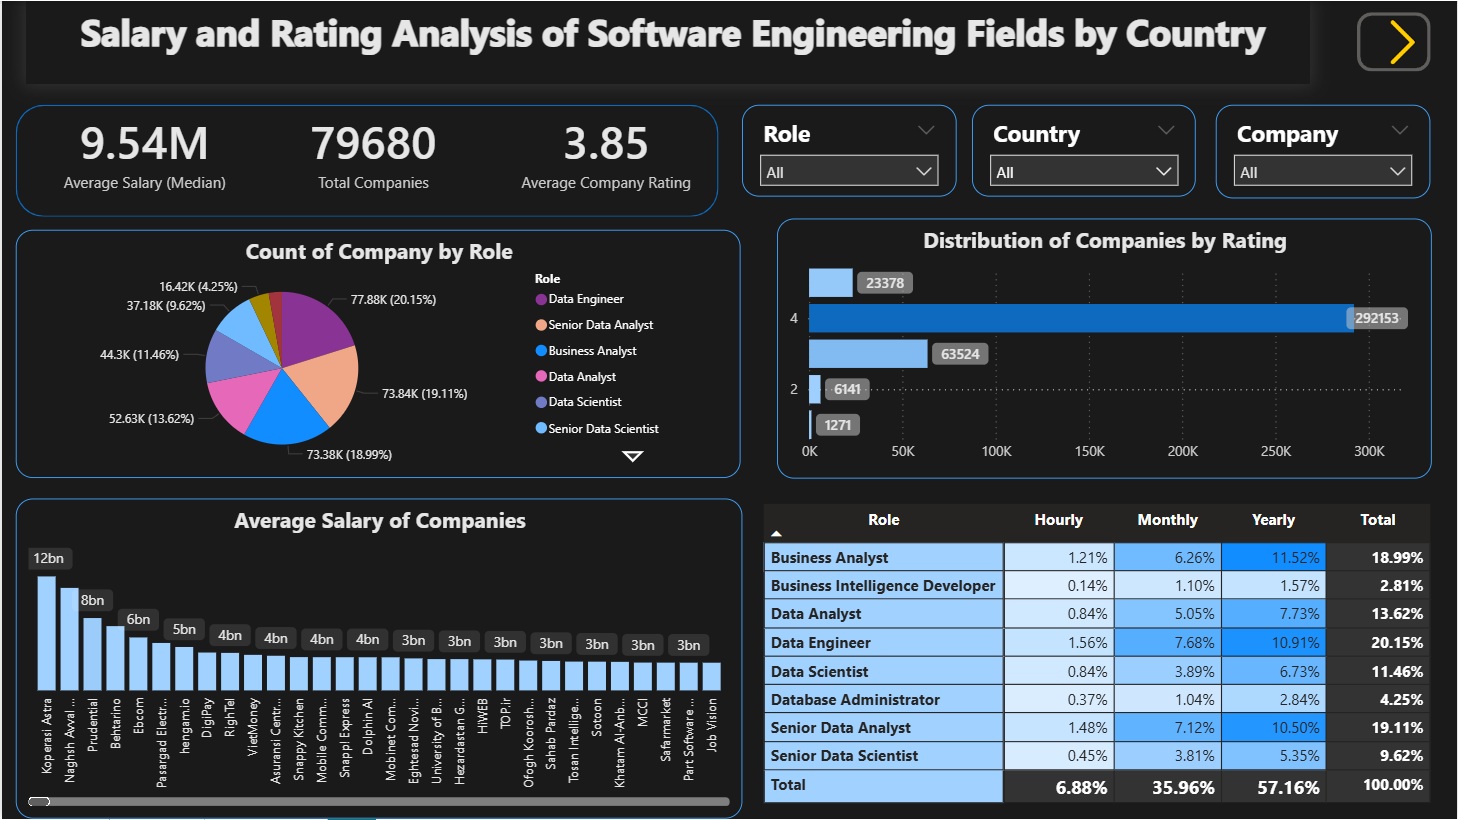 Salary and Rating Analysis of Software Engineering Fields by Country
9.54M
Average Salary (Median)
79680
Total Companies
3.85
Average Company Rating
Role
All
Country
All
Company
All
Count of Company by Role
16.42K (4.25%)
37.18K (9.62%)
44.3K (11.46%)
52.63K (13.62%)
77.88K (20.15%)
73.84K (19.11%)
73.38K (18.99%)
Role
Data Engineer
Senior Data Analyst
Business Analyst
Data Analyst
Data Scientist
Senior Data Scientist
Distribution of Companies by Rating
23378
4
292153
63524
2
6141
1271
0K 50K 100K 150K 200K 250K 300K
Average Salary of Companies
12bn
8bn
6bn
5bn
4bn
4bn
4bn
4bn
3bn
3bn
3bn
3bn
3bn
3bn
3bn
Koperasi Astra
Naghsh Avval ...
Prudential
Behtarino
Ebcom
Pasargad Electr...
hengam.io
DigiPay
RighTel
VietMoney
Asuransi Centr...
Snappy Kitchen
Mobile Comm...
Snapp! Express
Dolphin AI
Mobinet Com...
Eghtesad Novi...
University of B...
Hezardastan G...
HiWEB
TOP.ir
Ofogh Koorosh...
Sahab Pardaz
Tosan Intellige...
Sotoon
Khatam Al-Anb...
MCCI
Safarmarket
Part Software ...
Job Vision
Role Hourly Monthly Yearly Total
Business Analyst 1.21% 6.26% 11.52% 18.99%
Business Intelligence Developer 0.14% 1.10% 1.57% 2.81%
Data Analyst 0.84% 5.05% 7.73% 13.62%
Data Engineer 1.56% 7.68% 10.91% 20.15%
Data Scientist 0.84% 3.89% 6.73% 11.46%
Database Administrator 0.37% 1.04% 2.84% 4.25%
Senior Data Analyst 1.48% 7.12% 10.50% 19.11%
Senior Data Scientist 0.45% 3.81% 5.35% 9.62%
Total 6.88% 35.96% 57.16% 100.00%